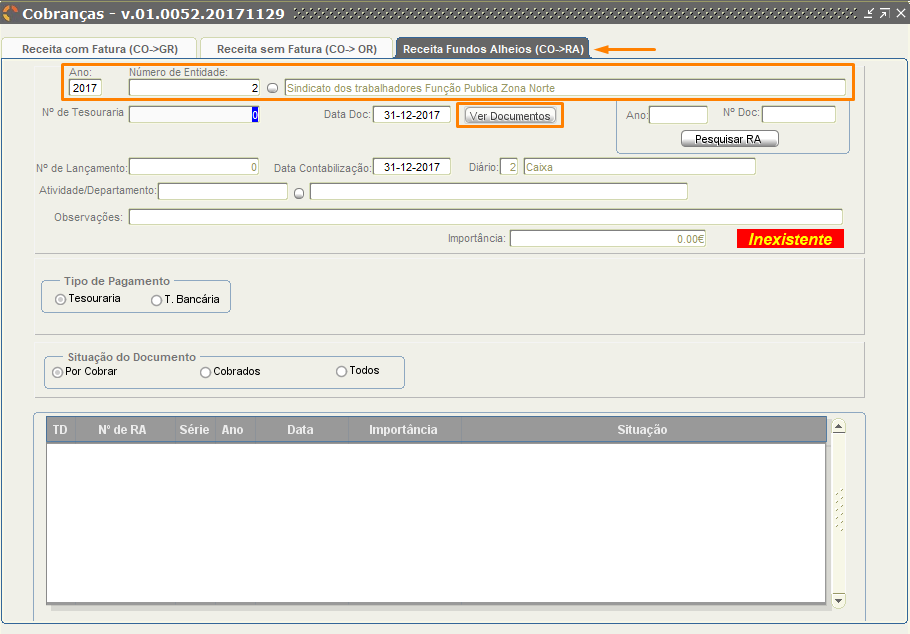 Cobranças - v.01.0052.20171129
Receita com Fatura (CO->GR) Receita sem Fatura (CO-> OR) Receita Fundos Alheios (CO->RA)
Ano: Número de Entidade:
2017 2 Sindicato dos trabalhadores Função Publica Zona Norte
Nº de Tesouraria 0 Data Doc: 31-12-2017 Ver Documentos Ano: Nº Doc:
Pesquisar RA
Nº de Lançamento: 0 Data Contabilização: 31-12-2017 Diário: 2 Caixa
Atividade/Departamento:
Observações:
Importância: 0.00€ Inexistente
Tipo de Pagamento
Tesouraria T. Bancária
Situação do Documento
Por Cobrar Cobrados Todos
TD Nº de RA Série Ano Data Importância Situação